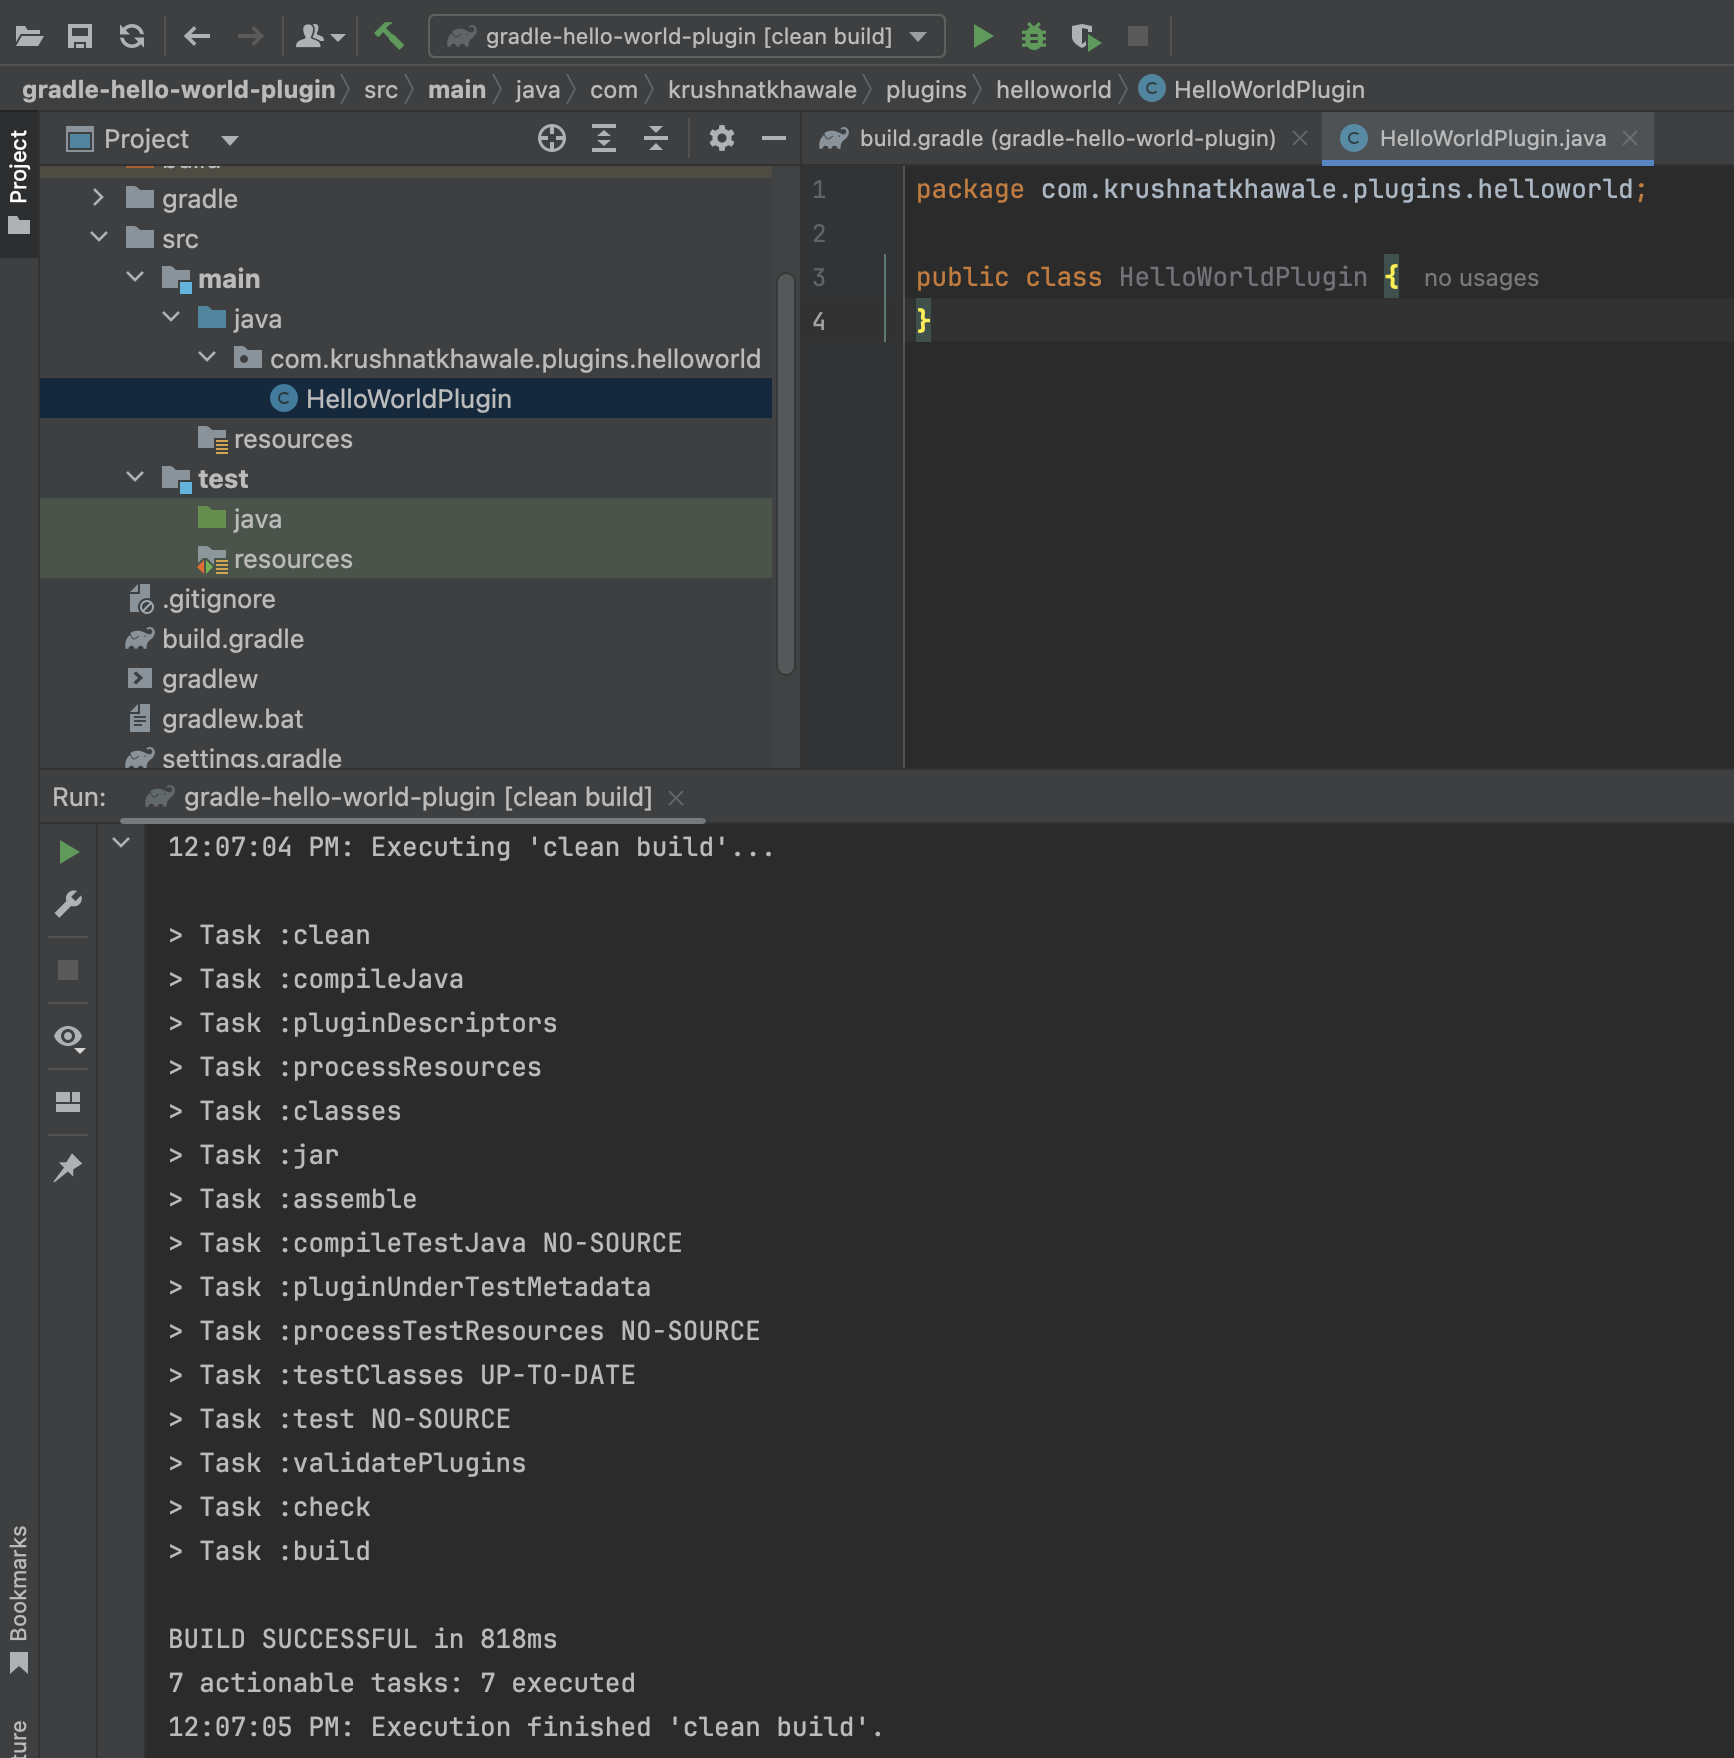 gradle-hello-world-plugin [clean build]
gradle-hello-world-plugin src main java com krushnatkhawale plugins helloworld HelloWorldPlugin
Project
Project
build.gradle (gradle-hello-world-plugin)
HelloWorldPlugin.java
build
gradle
src
main
java
com.krushnatkhawale.plugins.helloworld
HelloWorldPlugin
resources
test
java
resources
.gitignore
build.gradle
gradlew
gradlew.bat
settings.gradle
1 package com.krushnatkhawale.plugins.helloworld;
2
3 public class HelloWorldPlugin { no usages
4 }
Run: gradle-hello-world-plugin [clean build]
12:07:04 PM: Executing 'clean build'...
> Task :clean
> Task :compileJava
> Task :pluginDescriptors
> Task :processResources
> Task :classes
> Task :jar
> Task :assemble
> Task :compileTestJava NO-SOURCE
> Task :pluginUnderTestMetadata
> Task :processTestResources NO-SOURCE
> Task :testClasses UP-TO-DATE
> Task :test NO-SOURCE
> Task :validatePlugins
> Task :check
> Task :build
BUILD SUCCESSFUL in 818ms
7 actionable tasks: 7 executed
12:07:05 PM: Execution finished 'clean build'.
Bookmarks